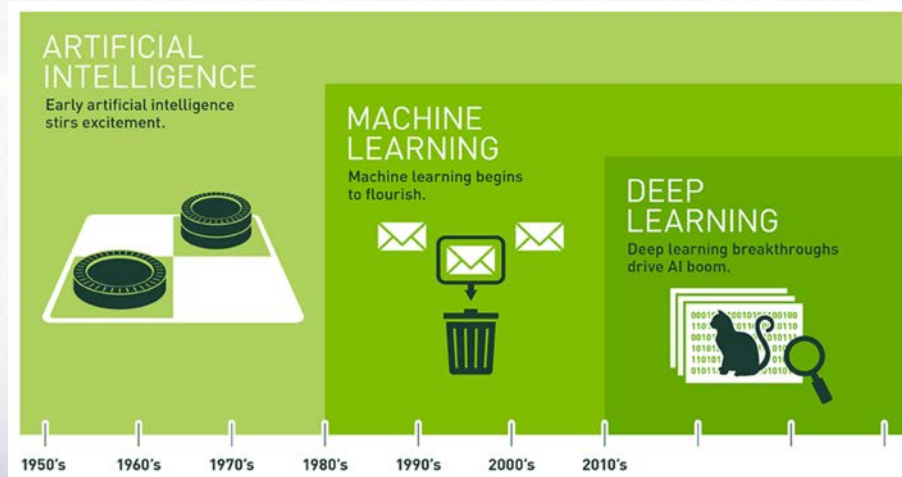 ARTIFICIAL
INTELLIGENCE
Early artificial intelligence
stirs excitement.
MACHINE
LEARNING
Machine learning begins
to flourish.
DEEP
LEARNING
Deep learning breakthroughs
drive AI boom.
1950's 1960's 1970's 1980's 1990's 2000's 2010's